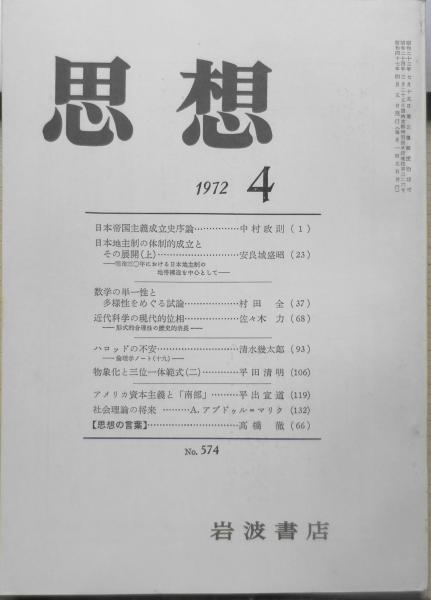 思想
1972 4
日本帝国主義成立史序論……………中村政則（1）
日本地主制の体制的成立と
その展開（上）…………………安良城盛昭（23）
──明治三〇年における日本地主制の
地帯構造を中心として──
数学の単一性と
多様性をめぐる試論………………村田　全（37）
近代科学の現代的位相………………佐々木　力（68）
──形式的合理性の歴史的帰長──
ハロッドの不安………………………清水幾太郎（93）
──倫理学ノート（十九）──
物象化と三位一体範式（二）…………平田清明（106）
アメリカ資本主義と「南部」…………平出宣道（119）
社会理論の将来　………A.アブドゥル＝マリク（132）
【思想の言葉】…………………………高橋　徹（66）
No. 574
岩波書店